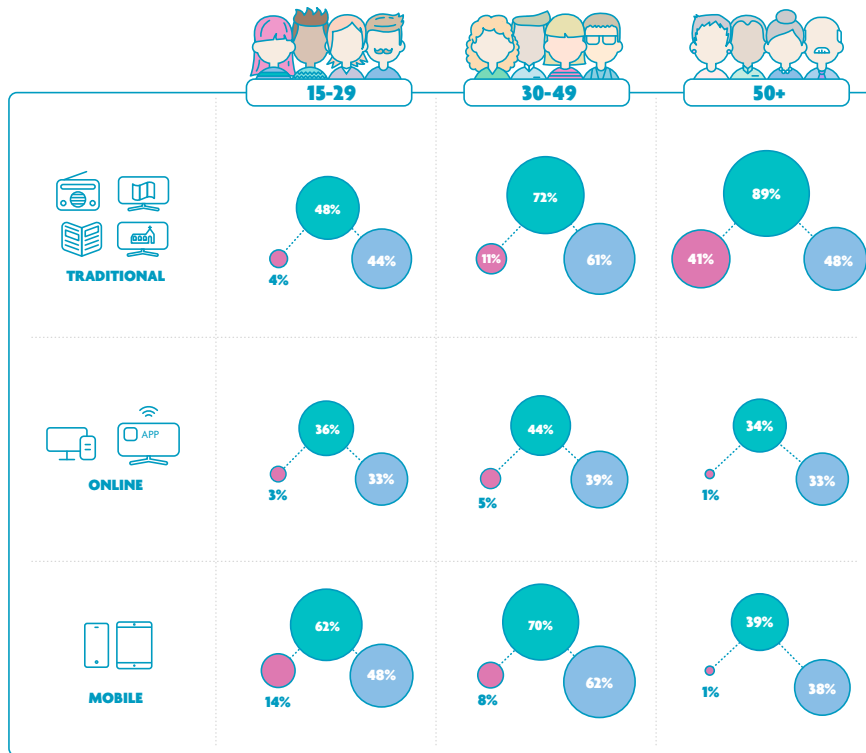 15-29 30-49 50+
48% 72% 89%
4% 44% 11% 61% 41% 48%
TRADITIONAL
36% 44% 34%
APP
3% 33% 5% 39% 1% 33%
ONLINE
62% 70% 39%
14% 48% 8% 62% 1% 38%
MOBILE